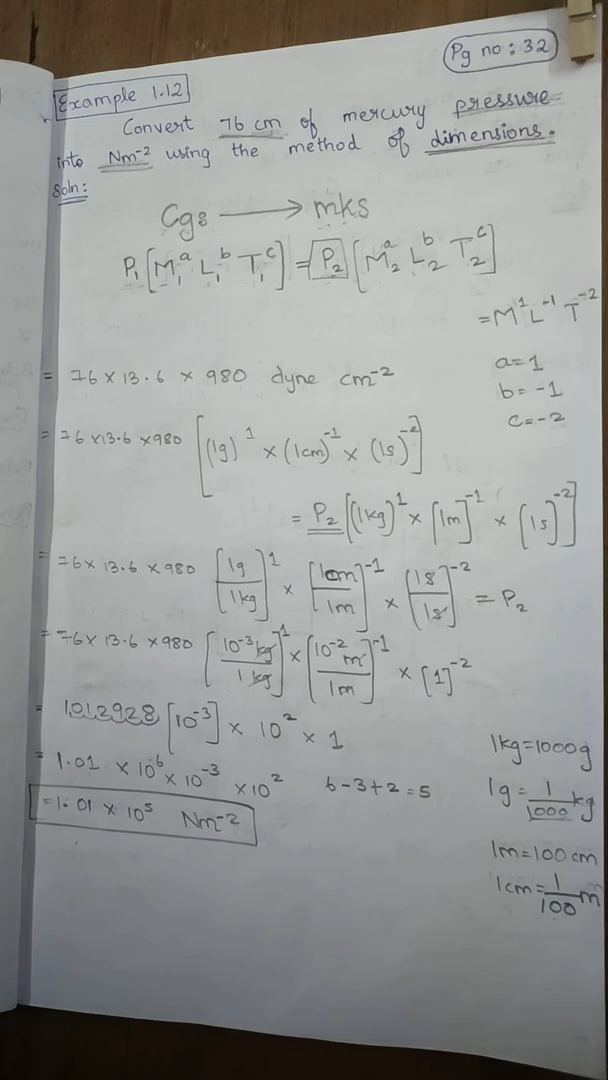 Pg no: 32
Example 1.12
Convert 76 cm of mercury pressure
into Nm⁻² using the method of dimensions.
Soln:
Cgs ⟶ mks
P₁[M₁ᵃ L₁ᵇ T₁ᶜ] = P₂ [M₂ᵃ L₂ᵇ T₂ᶜ]
= M¹ L⁻¹ T⁻²
= 76 × 13.6 × 980 dyne cm⁻²
a = 1
b = -1
c = -2
= 76 × 13.6 × 980 [(1g)¹ × (1cm)⁻¹ × (1s)⁻²]
= P₂ [(1kg)¹ × [1m]⁻¹ × [1s]⁻²]
= 76 × 13.6 × 980 [1g/1kg]¹ × [1cm/1m]⁻¹ × [1s/1s]⁻² = P₂
= 76 × 13.6 × 980 [10⁻³ kg/1 kg]¹ × [10⁻² m/1m]⁻¹ × [1]⁻²
= 1012928 [10⁻³] × 10² × 1
= 1.01 × 10⁶ × 10⁻³ × 10² 6-3+2 = 5
= 1.01 × 10⁵ Nm⁻²
1kg = 1000g
1g = 1/1000 kg
1m = 100 cm
1cm = 1/100 m